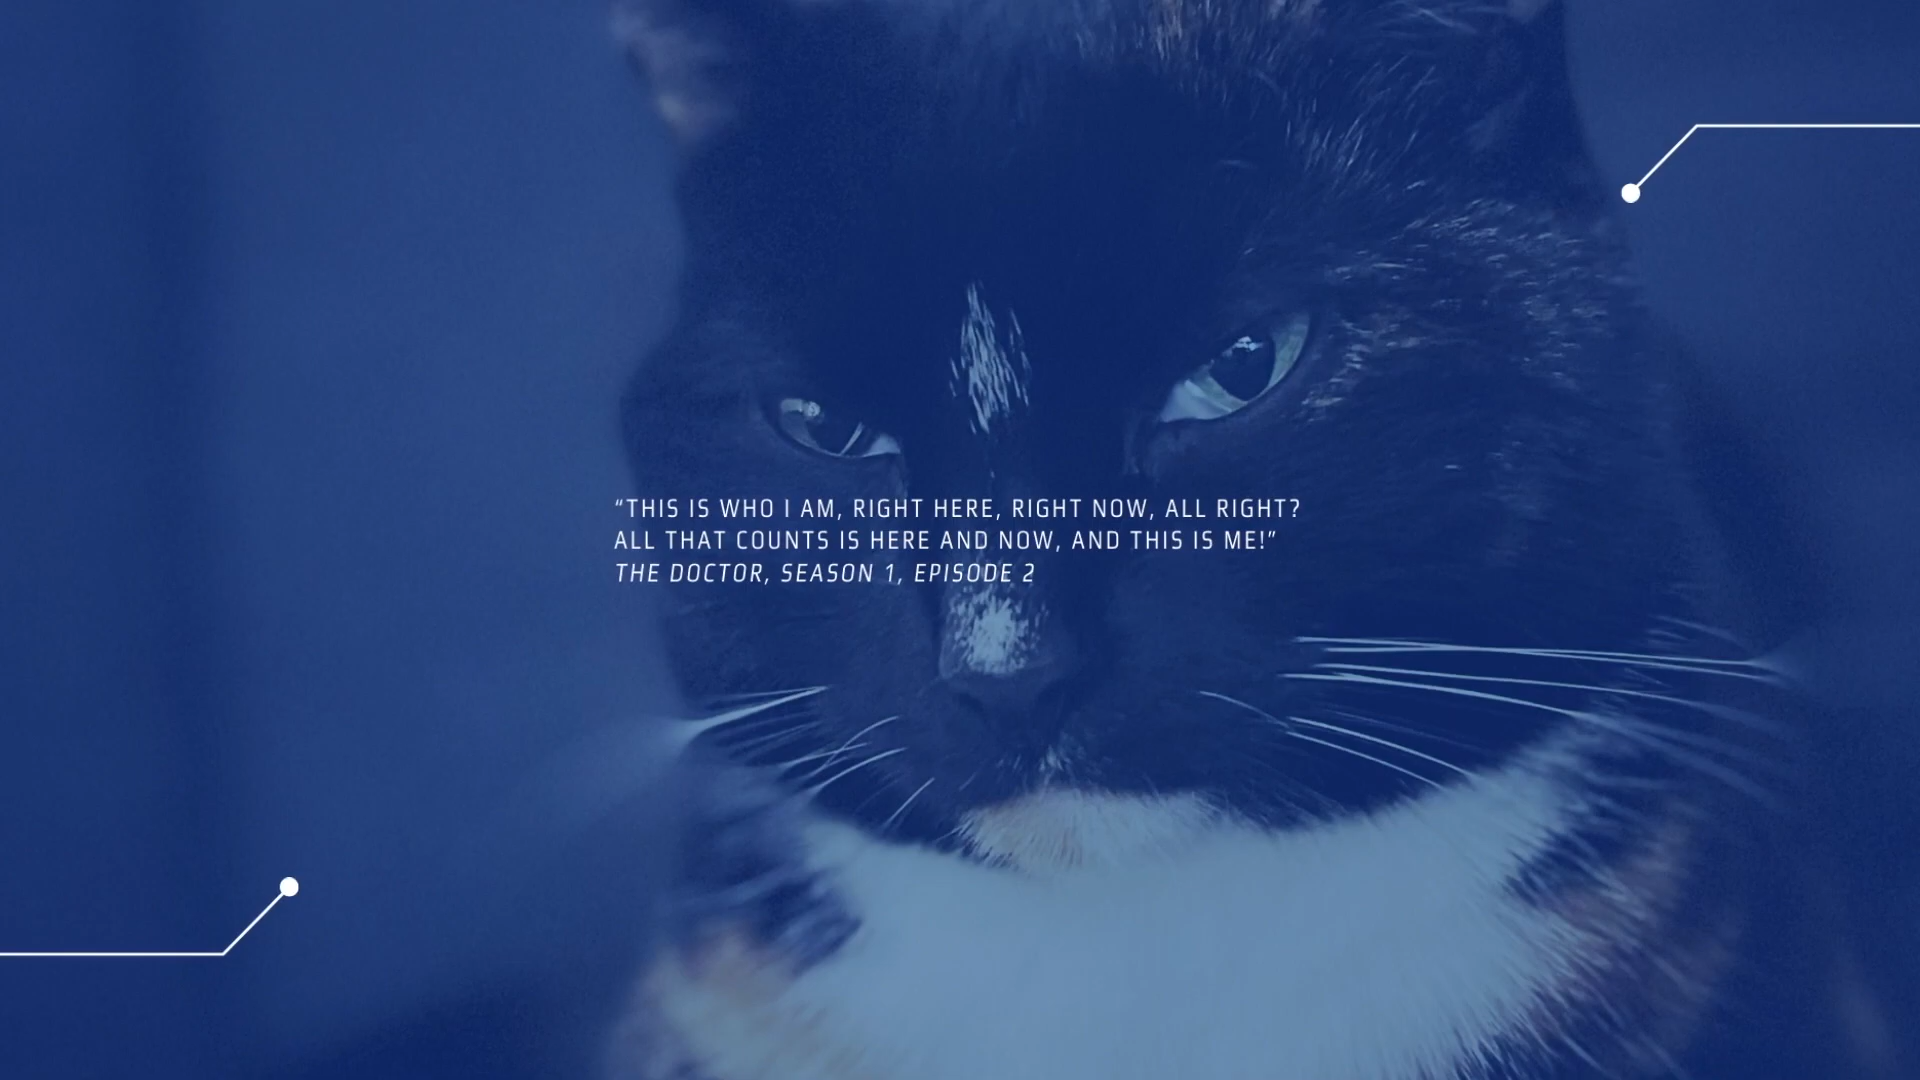 “THIS IS WHO I AM, RIGHT HERE, RIGHT NOW, ALL RIGHT?
ALL THAT COUNTS IS HERE AND NOW, AND THIS IS ME!”
THE DOCTOR, SEASON 1, EPISODE 2